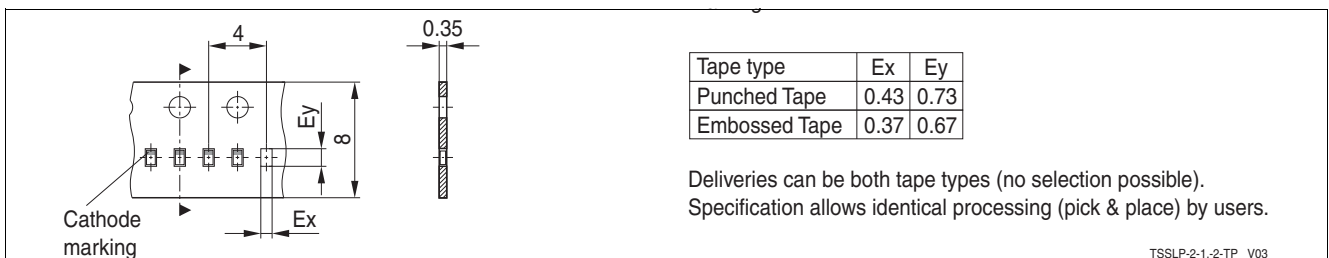 4
0.35
Ey
8
Ex
Cathode
marking
Tape type Ex Ey
Punched Tape 0.43 0.73
Embossed Tape 0.37 0.67
Deliveries can be both tape types (no selection possible).
Specification allows identical processing (pick & place) by users.
TSSLP-2-1,-2-TP V03